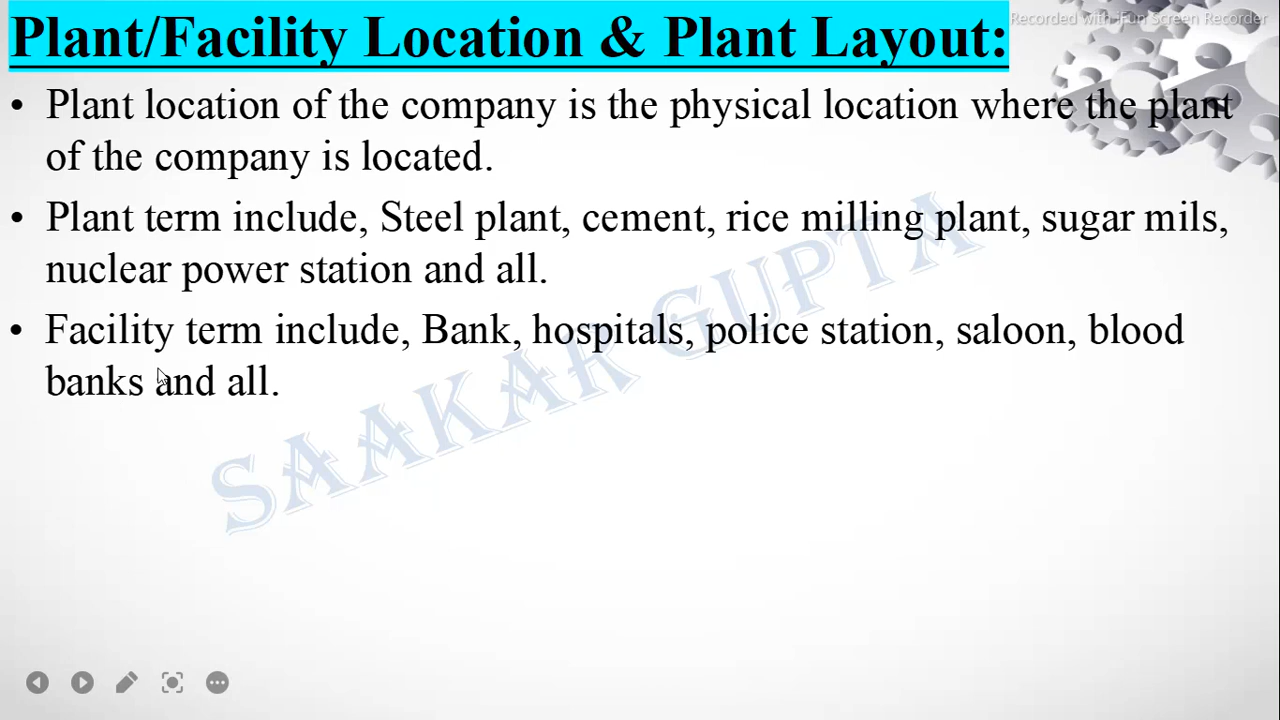 Plant/Facility Location & Plant Layout:
Recorded with iFun Screen Recorder
• Plant location of the company is the physical location where the plant
of the company is located.
• Plant term include, Steel plant, cement, rice milling plant, sugar mils,
nuclear power station and all.
• Facility term include, Bank, hospitals, police station, saloon, blood
banks and all.
SAAKAR GUPTA